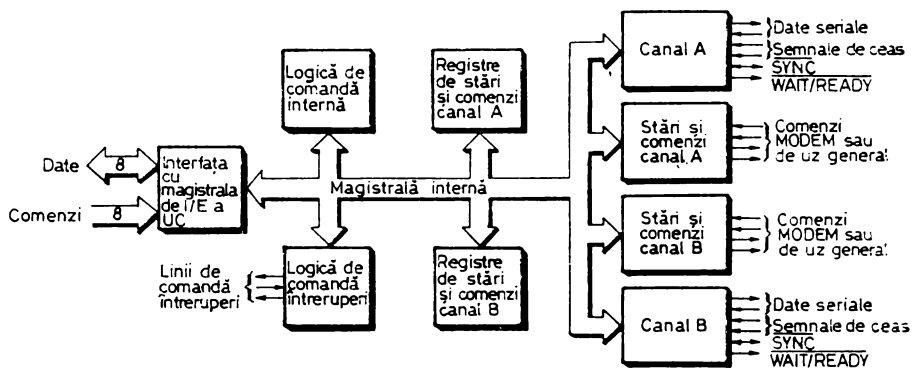 Date
8
Comenzi
8
Interfața
cu
magistrala
de I/E a
UC
Logică de
comandă
internă
Registre
de stări
și comenzi
canal A
Magistrală internă
Linii de
comandă
întreruperi
Logică de
comandă
întreruperi
Registre
de stări
și comenzi
canal B
Canal A
Date seriale
Semnale de ceas
SYNC
WAIT/READY
Stări și
comenzi
canal A
Comenzi
MODEM sau
de uz general
Stări și
comenzi
canal B
Comenzi
MODEM sau
de uz general
Canal B
Date seriale
Semnale de ceas
SYNC
WAIT/READY